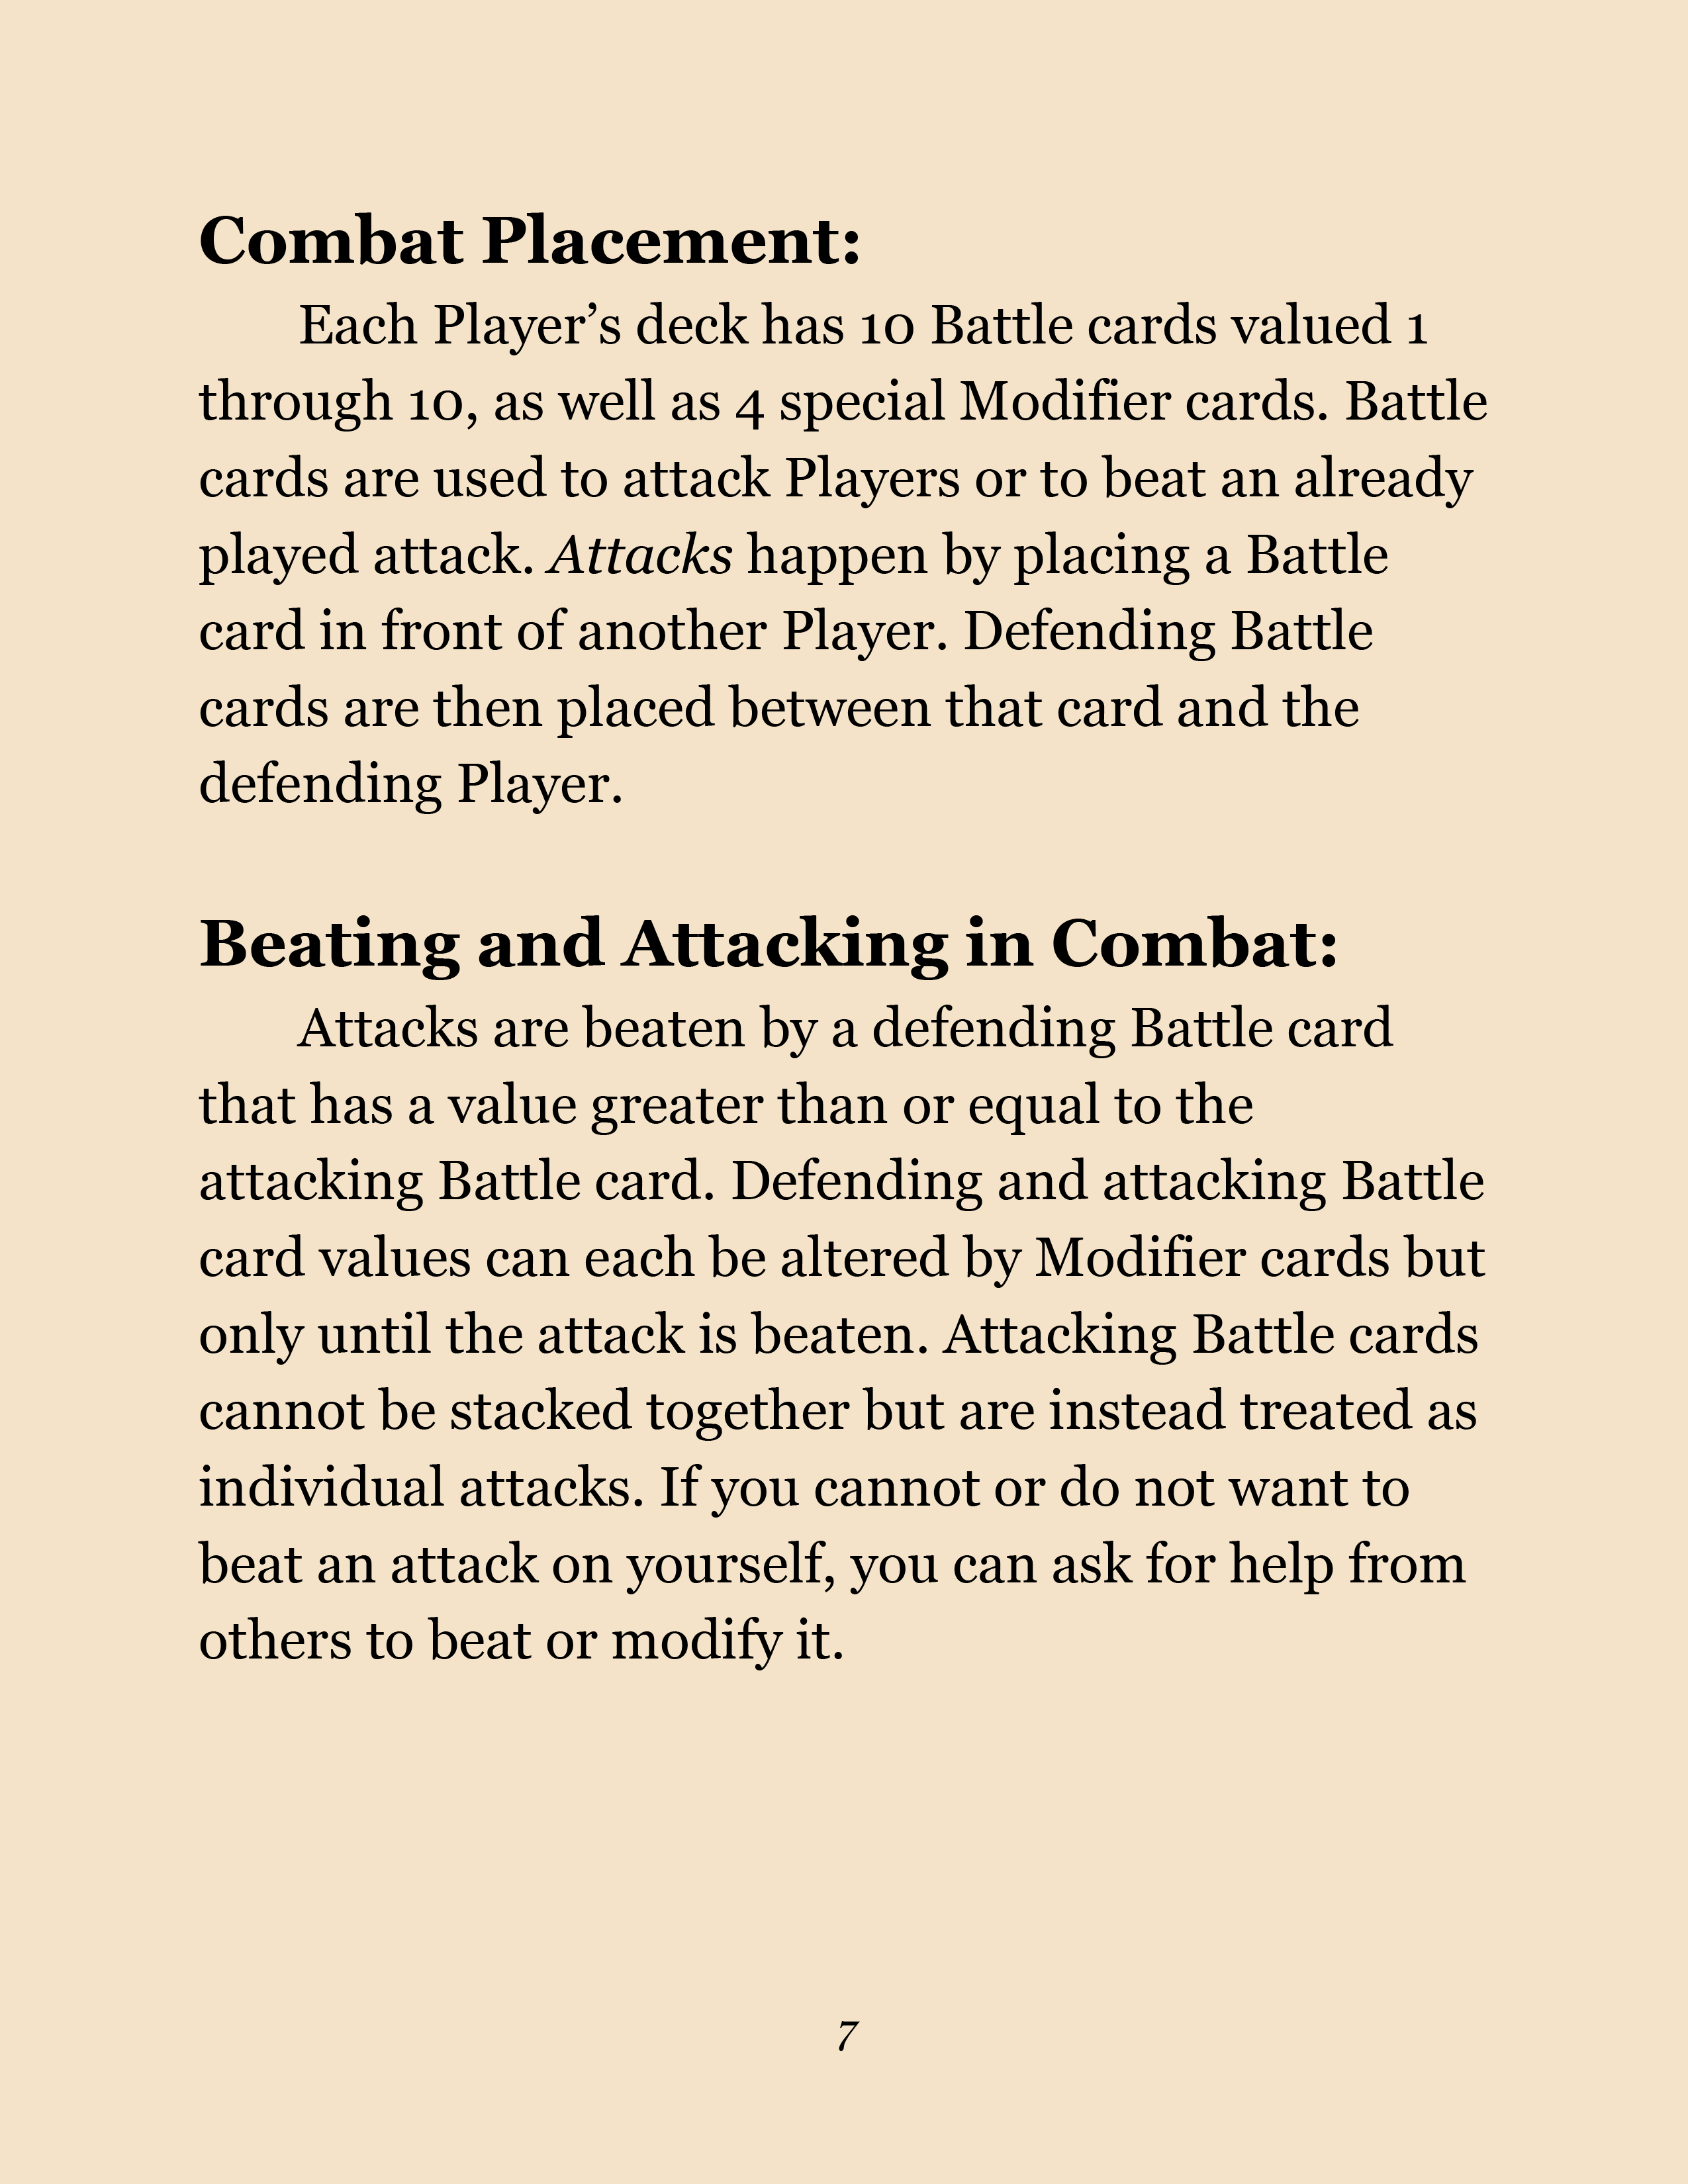 Combat Placement:
Each Player’s deck has 10 Battle cards valued 1
through 10, as well as 4 special Modifier cards. Battle
cards are used to attack Players or to beat an already
played attack. Attacks happen by placing a Battle
card in front of another Player. Defending Battle
cards are then placed between that card and the
defending Player.
Beating and Attacking in Combat:
Attacks are beaten by a defending Battle card
that has a value greater than or equal to the
attacking Battle card. Defending and attacking Battle
card values can each be altered by Modifier cards but
only until the attack is beaten. Attacking Battle cards
cannot be stacked together but are instead treated as
individual attacks. If you cannot or do not want to
beat an attack on yourself, you can ask for help from
others to beat or modify it.
7